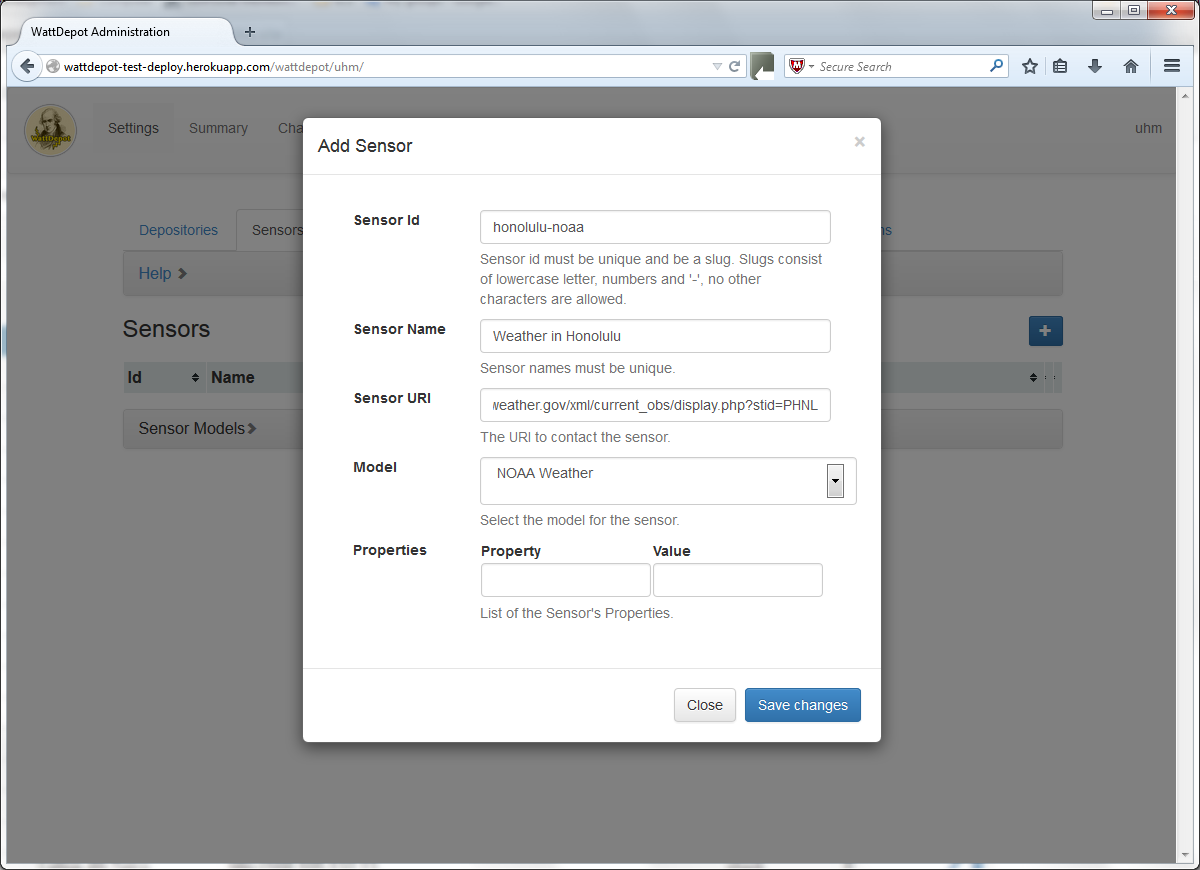 WattDepot Administration
wattdepot-test-deploy.herokuapp.com/wattdepot/uhm/
Secure Search
WattDepot
Settings
Summary
Cha
uhm
Add Sensor
×
Depositories
Sensors
ns
Help
Sensors
Id
Name
Sensor Models
Sensor Id
honolulu-noaa
Sensor id must be unique and be a slug. Slugs consist
of lowercase letter, numbers and '-', no other
characters are allowed.
Sensor Name
Weather in Honolulu
Sensor names must be unique.
Sensor URI
weather.gov/xml/current_obs/display.php?stid=PHNL
The URI to contact the sensor.
Model
NOAA Weather
Select the model for the sensor.
Properties
Property Value
List of the Sensor's Properties.
Close
Save changes